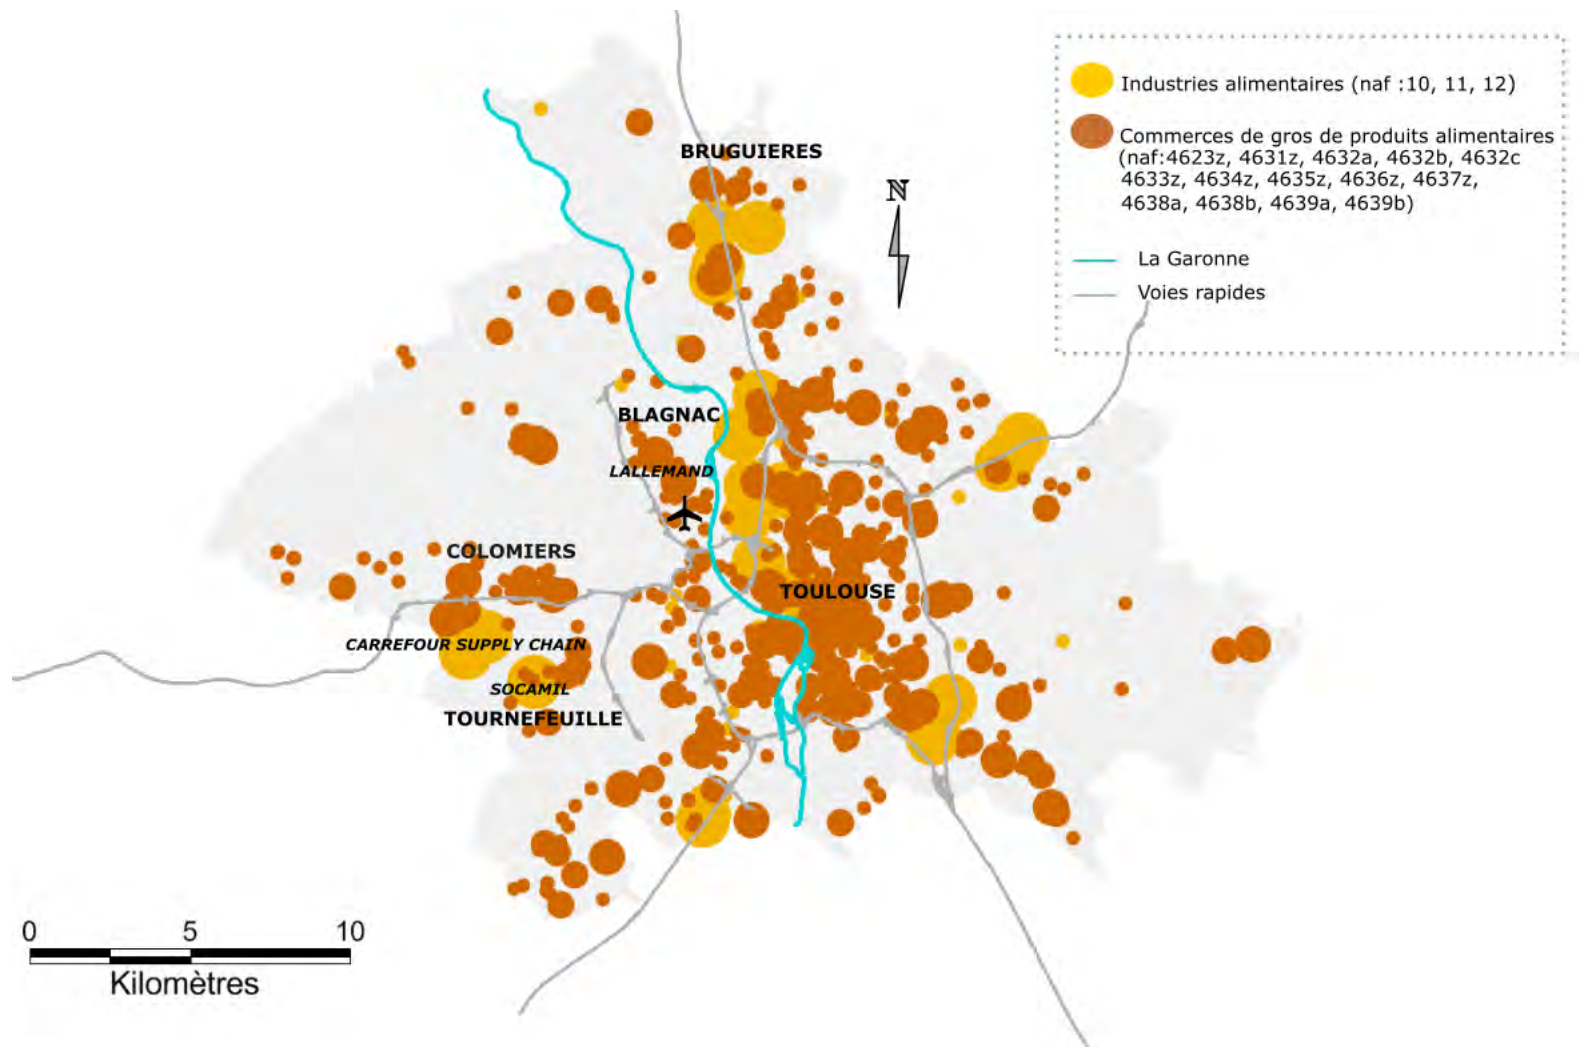 Industries alimentaires (naf :10, 11, 12)
Commerces de gros de produits alimentaires
(naf:4623z, 4631z, 4632a, 4632b, 4632c
4633z, 4634z, 4635z, 4636z, 4637z,
4638a, 4638b, 4639a, 4639b)
La Garonne
Voies rapides
BRUGUIERES
N
BLAGNAC
LALLEMAND
COLOMIERS
TOULOUSE
CARREFOUR SUPPLY CHAIN
SOCAMIL
TOURNEFEUILLE
0 5 10
Kilomètres